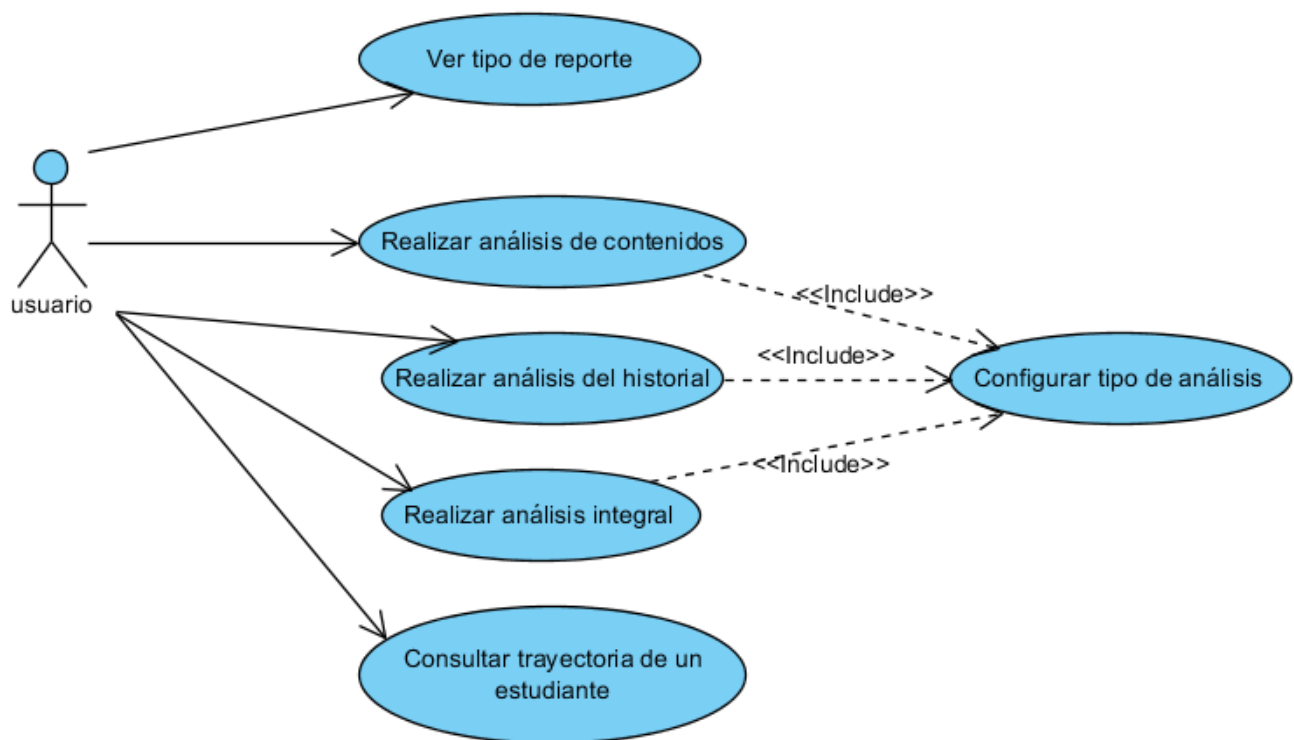 Ver tipo de reporte
usuario
Realizar análisis de contenidos
<<Include>>
Realizar análisis del historial
<<Include>>
Configurar tipo de análisis
Realizar análisis integral
<<Include>>
Consultar trayectoria de un
estudiante